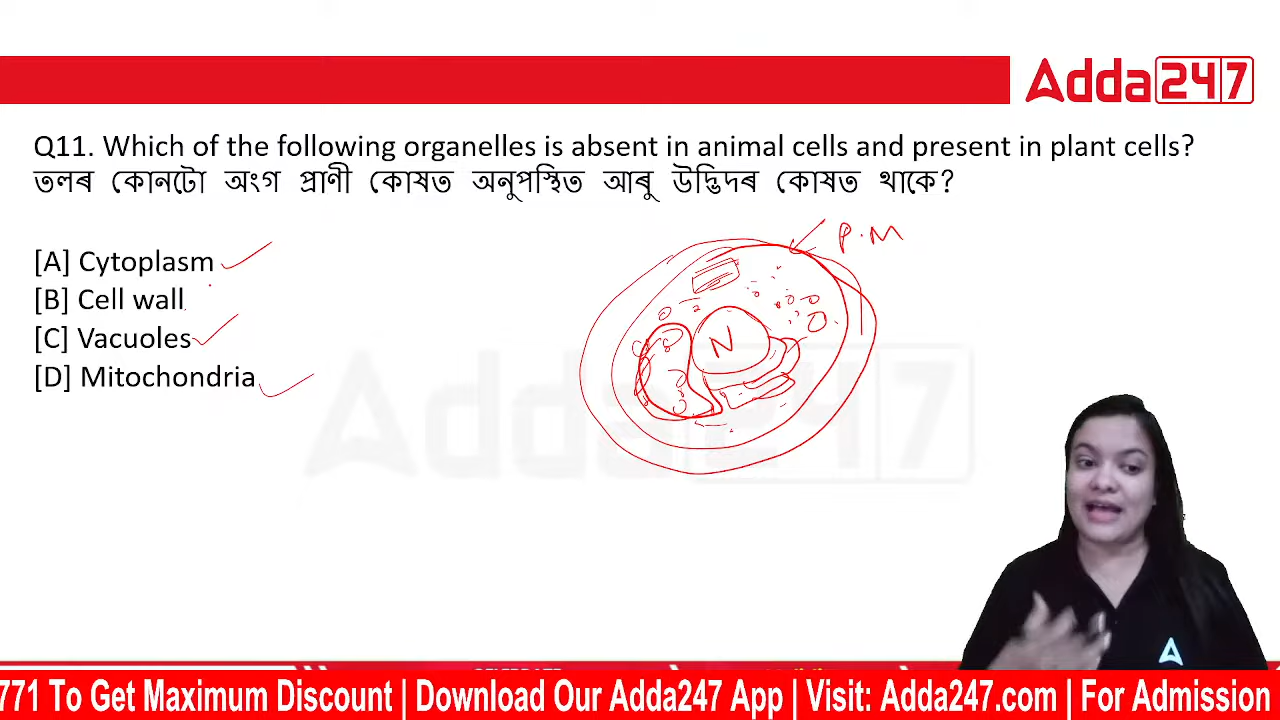 Adda247
Q11. Which of the following organelles is absent in animal cells and present in plant cells?
তলৰ কোনটো অংগ প্ৰাণী কোষত অনুপস্থিত আৰু উদ্ভিদৰ কোষত থাকে?
[A] Cytoplasm
[B] Cell wall
[C] Vacuoles
[D] Mitochondria
P.M
N
Adda247
771 To Get Maximum Discount | Download Our Adda247 App | Visit: Adda247.com | For Admission